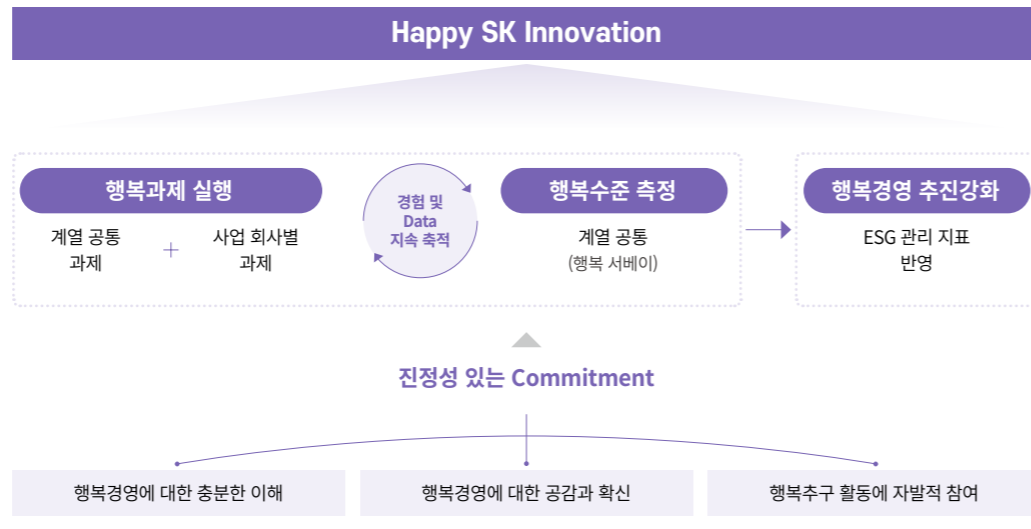 Happy SK Innovation
행복과제 실행
계열 공통
과제
+
사업 회사별
과제
경험 및
Data
지속 축적
행복수준 측정
계열 공통
(행복 서베이)
행복경영 추진강화
ESG 관리 지표
반영
진정성 있는 Commitment
행복경영에 대한 충분한 이해
행복경영에 대한 공감과 확신
행복추구 활동에 자발적 참여